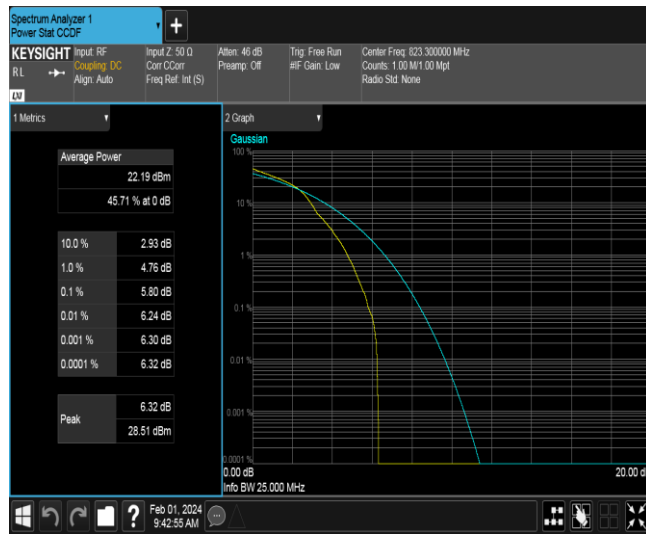 Spectrum Analyzer 1
Power Stat CCDF
+
KEYSIGHT
RL
LXI
Input: RF
Coupling: DC
Align: Auto
Input Z: 50 Ω
Corr CCorr
Freq Ref: Int (S)
Atten: 46 dB
Preamp: Off
Trig: Free Run
#IF Gain: Low
Center Freq: 823.300000 MHz
Counts: 1.00 M/1.00 Mpt
Radio Std: None
1 Metrics
Average Power
22.19 dBm
45.71 % at 0 dB
10.0 % 2.93 dB
1.0 % 4.76 dB
0.1 % 5.80 dB
0.01 % 6.24 dB
0.001 % 6.30 dB
0.0001 % 6.32 dB
Peak
6.32 dB
28.51 dBm
2 Graph
Gaussian
100 %
10 %
1 %
0.1 %
0.01 %
0.001 %
0.0001 %
0.00 dB
20.00 d
Info BW 25.000 MHz
?
Feb 01, 2024
9:42:55 AM